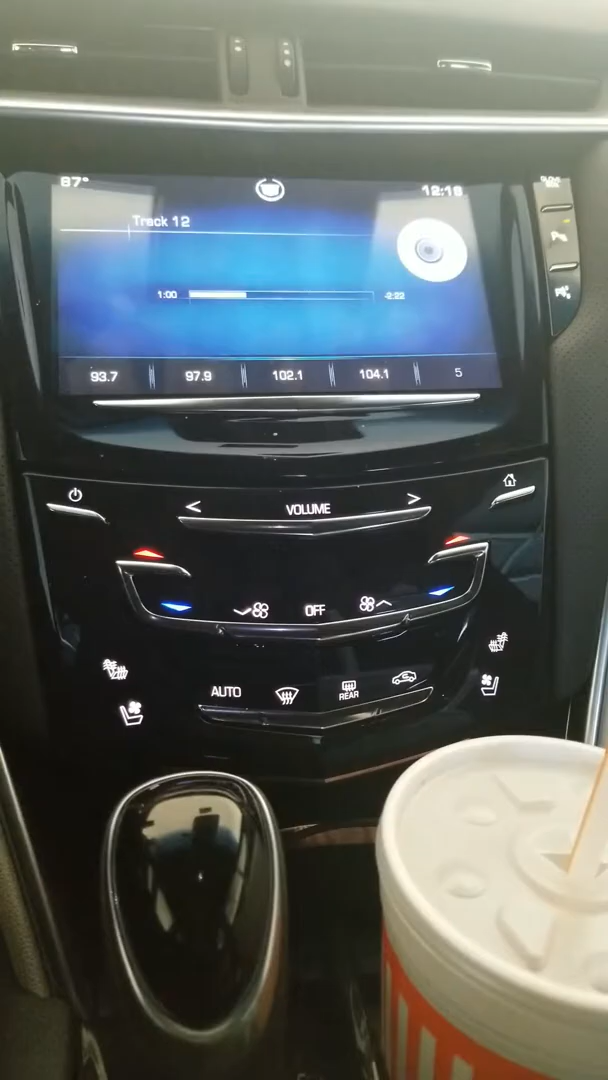 67° 12:19
Track 12
1:00 -2:22
93.7 97.9 102.1 104.1 5
< VOLUME >
OFF
AUTO REAR